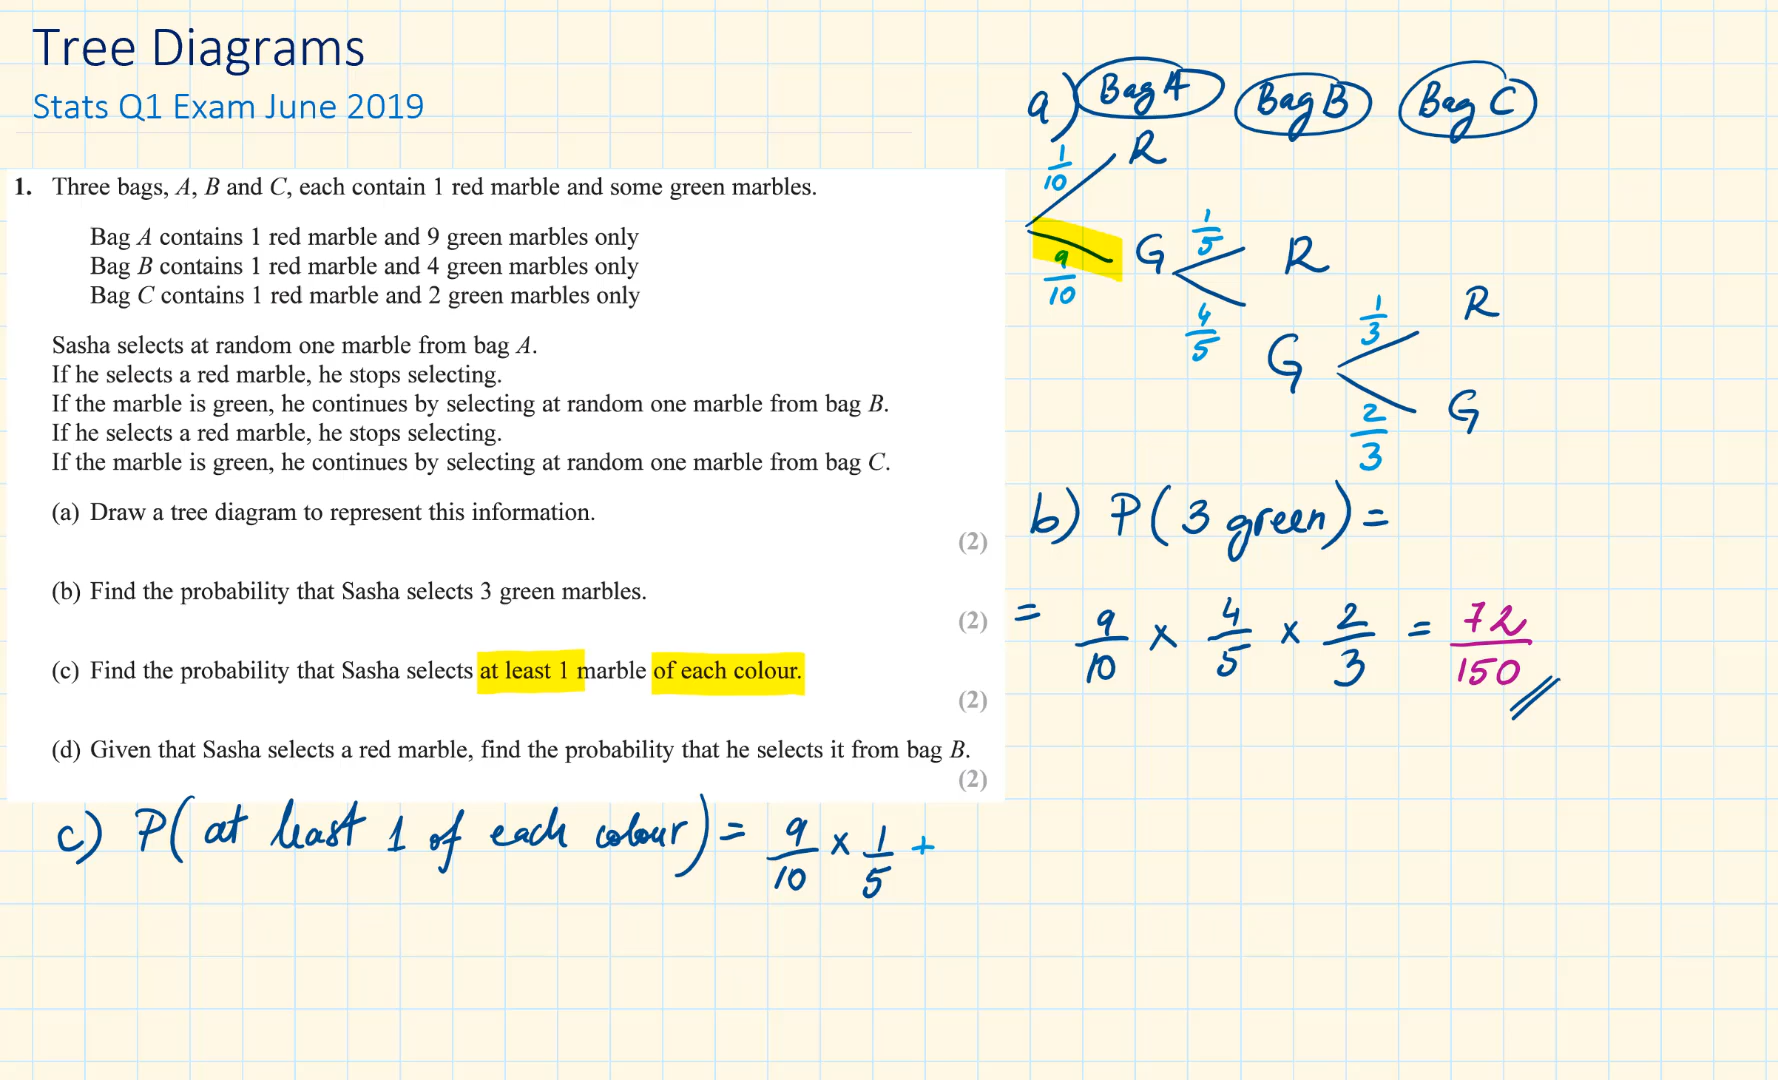 Tree Diagrams
Stats Q1 Exam June 2019
1. Three bags, A, B and C, each contain 1 red marble and some green marbles.
Bag A contains 1 red marble and 9 green marbles only
Bag B contains 1 red marble and 4 green marbles only
Bag C contains 1 red marble and 2 green marbles only
Sasha selects at random one marble from bag A.
If he selects a red marble, he stops selecting.
If the marble is green, he continues by selecting at random one marble from bag B.
If he selects a red marble, he stops selecting.
If the marble is green, he continues by selecting at random one marble from bag C.
(a) Draw a tree diagram to represent this information.
(2)
(b) Find the probability that Sasha selects 3 green marbles.
(2)
(c) Find the probability that Sasha selects at least 1 marble of each colour.
(2)
(d) Given that Sasha selects a red marble, find the probability that he selects it from bag B.
(2)
a) Bag A Bag B Bag C
1/10 R
9/10 G
1/5 R
4/5 G
1/3 R
2/3 G
b) P(3 green) =
= 9/10 x 4/5 x 2/3 = 72/150
c) P(at least 1 of each colour) = 9/10 x 1/5 +